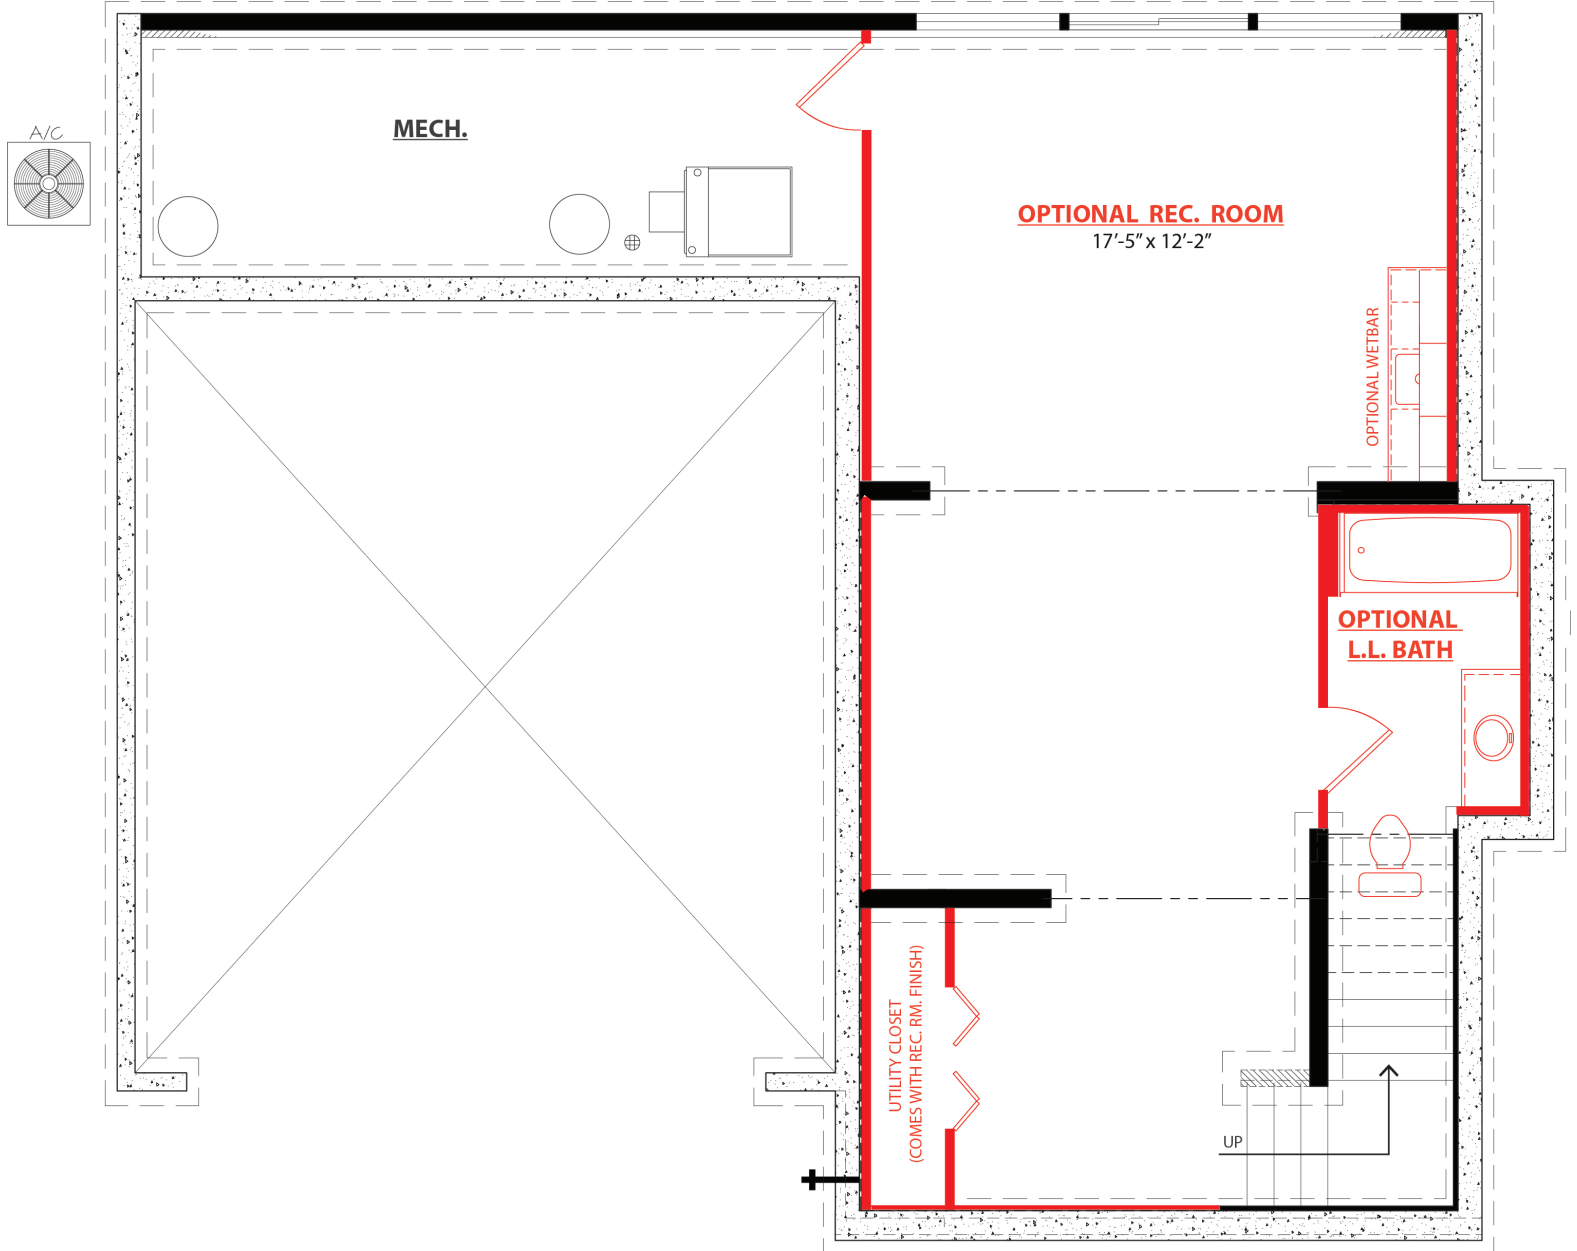 A/C
MECH.
OPTIONAL REC. ROOM
17'-5" x 12'-2"
OPTIONAL WETBAR
OPTIONAL
L.L. BATH
UTILITY CLOSET
(COMES WITH REC. RM. FINISH)
UP